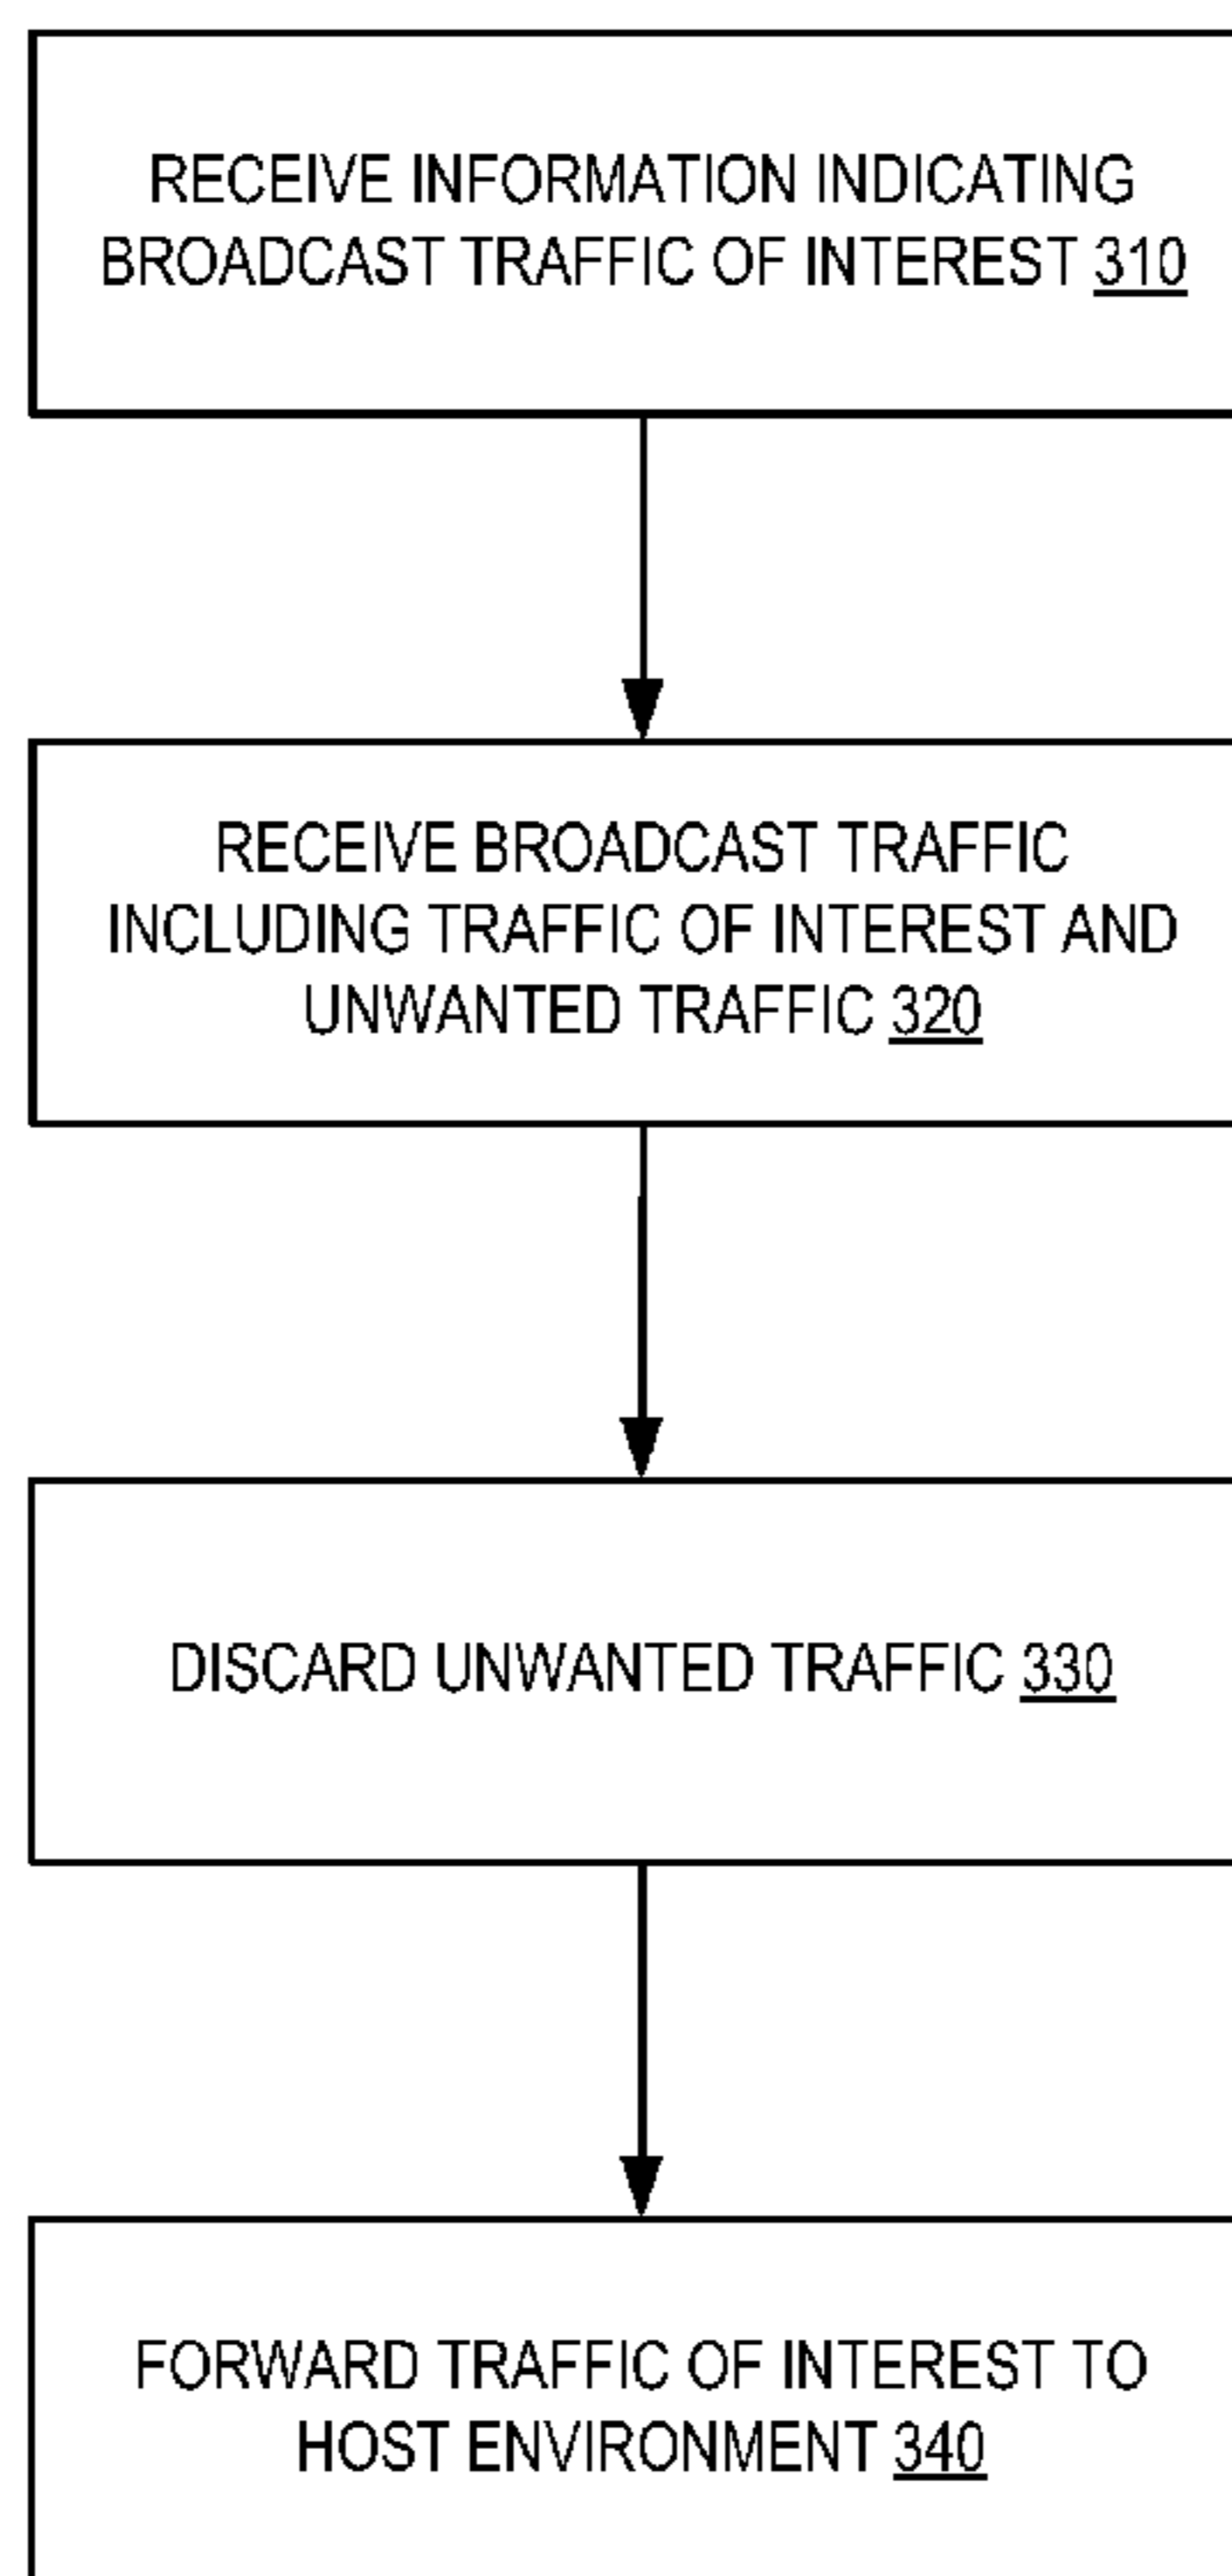 RECEIVE INFORMATION INDICATING
BROADCAST TRAFFIC OF INTEREST 310
RECEIVE BROADCAST TRAFFIC
INCLUDING TRAFFIC OF INTEREST AND
UNWANTED TRAFFIC 320
DISCARD UNWANTED TRAFFIC 330
FORWARD TRAFFIC OF INTEREST TO
HOST ENVIRONMENT 340